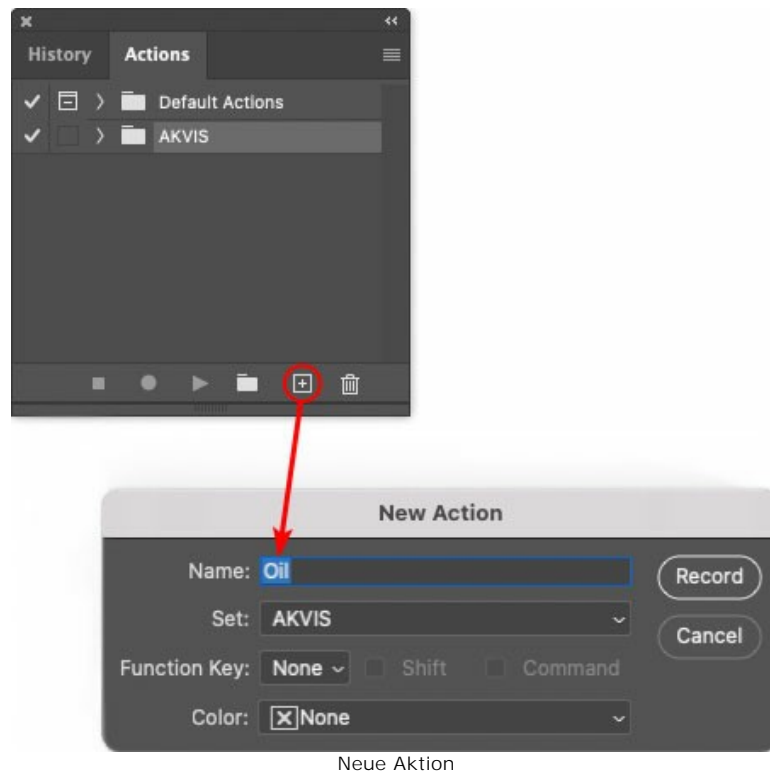 History Actions
Default Actions
AKVIS
New Action
Name: Oil
Record
Set: AKVIS
Cancel
Function Key: None Shift Command
Color: None
Neue Aktion